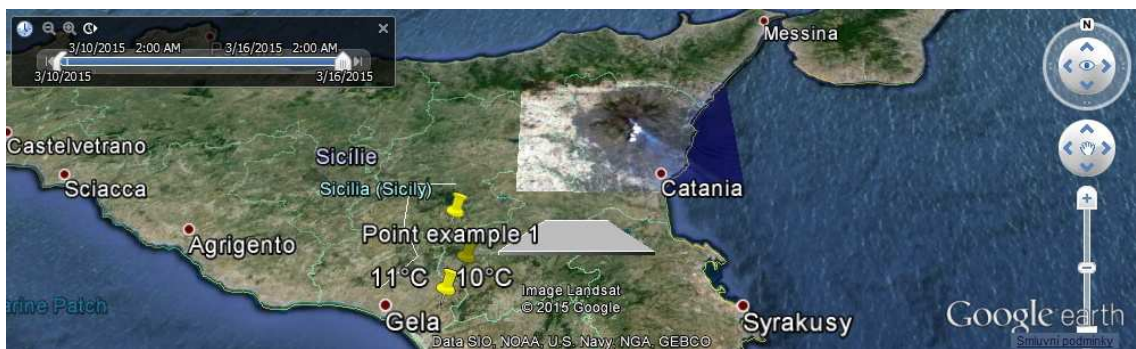 3/10/2015 2:00 AM 3/16/2015 2:00 AM
3/10/2015 3/16/2015
N
Messina
Castelvetrano
Sciacca
Sicílie
Sicilia (Sicily)
Catania
Agrigento
Point example 1
11°C 10°C
Image Landsat
© 2015 Google
arine Patch
Gela
Syrakusy
Google earth
Data SIO, NOAA, U.S. Navy, NGA, GEBCO
Smluvní podmínky